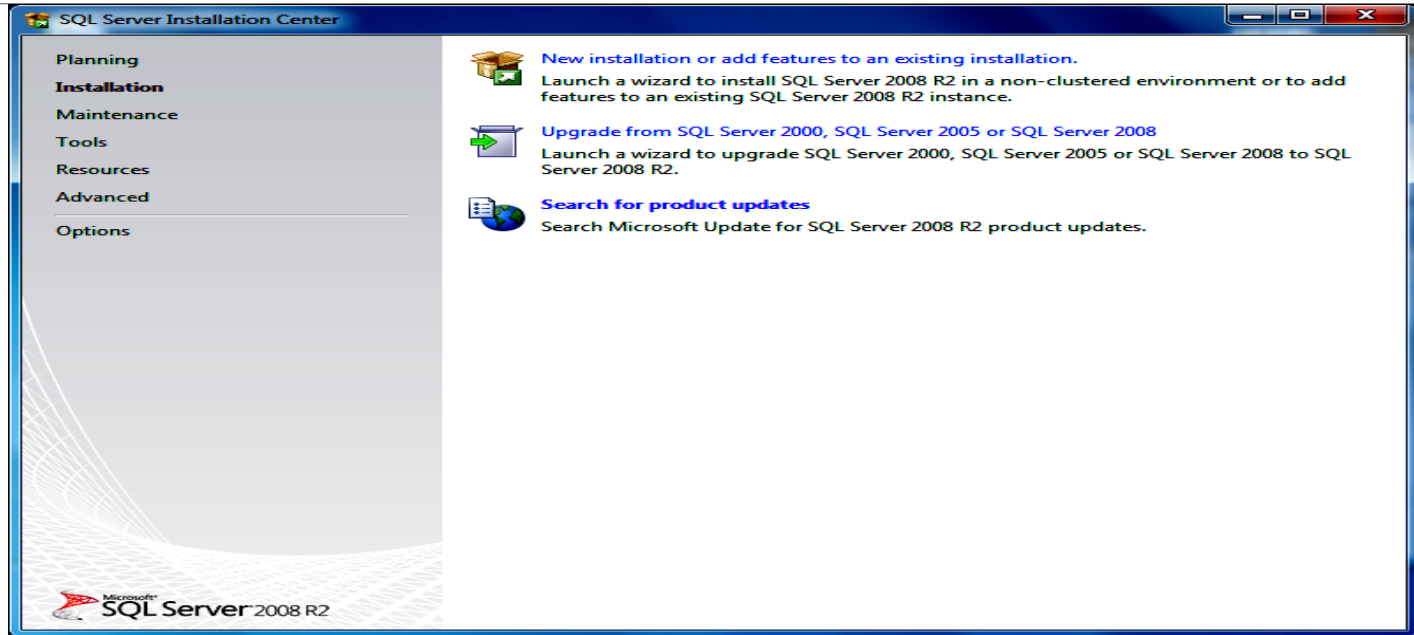 SQL Server Installation Center
Planning
Installation
Maintenance
Tools
Resources
Advanced
Options
New installation or add features to an existing installation.
Launch a wizard to install SQL Server 2008 R2 in a non-clustered environment or to add
features to an existing SQL Server 2008 R2 instance.
Upgrade from SQL Server 2000, SQL Server 2005 or SQL Server 2008
Launch a wizard to upgrade SQL Server 2000, SQL Server 2005 or SQL Server 2008 to SQL
Server 2008 R2.
Search for product updates
Search Microsoft Update for SQL Server 2008 R2 product updates.
Microsoft®
SQL Server 2008 R2